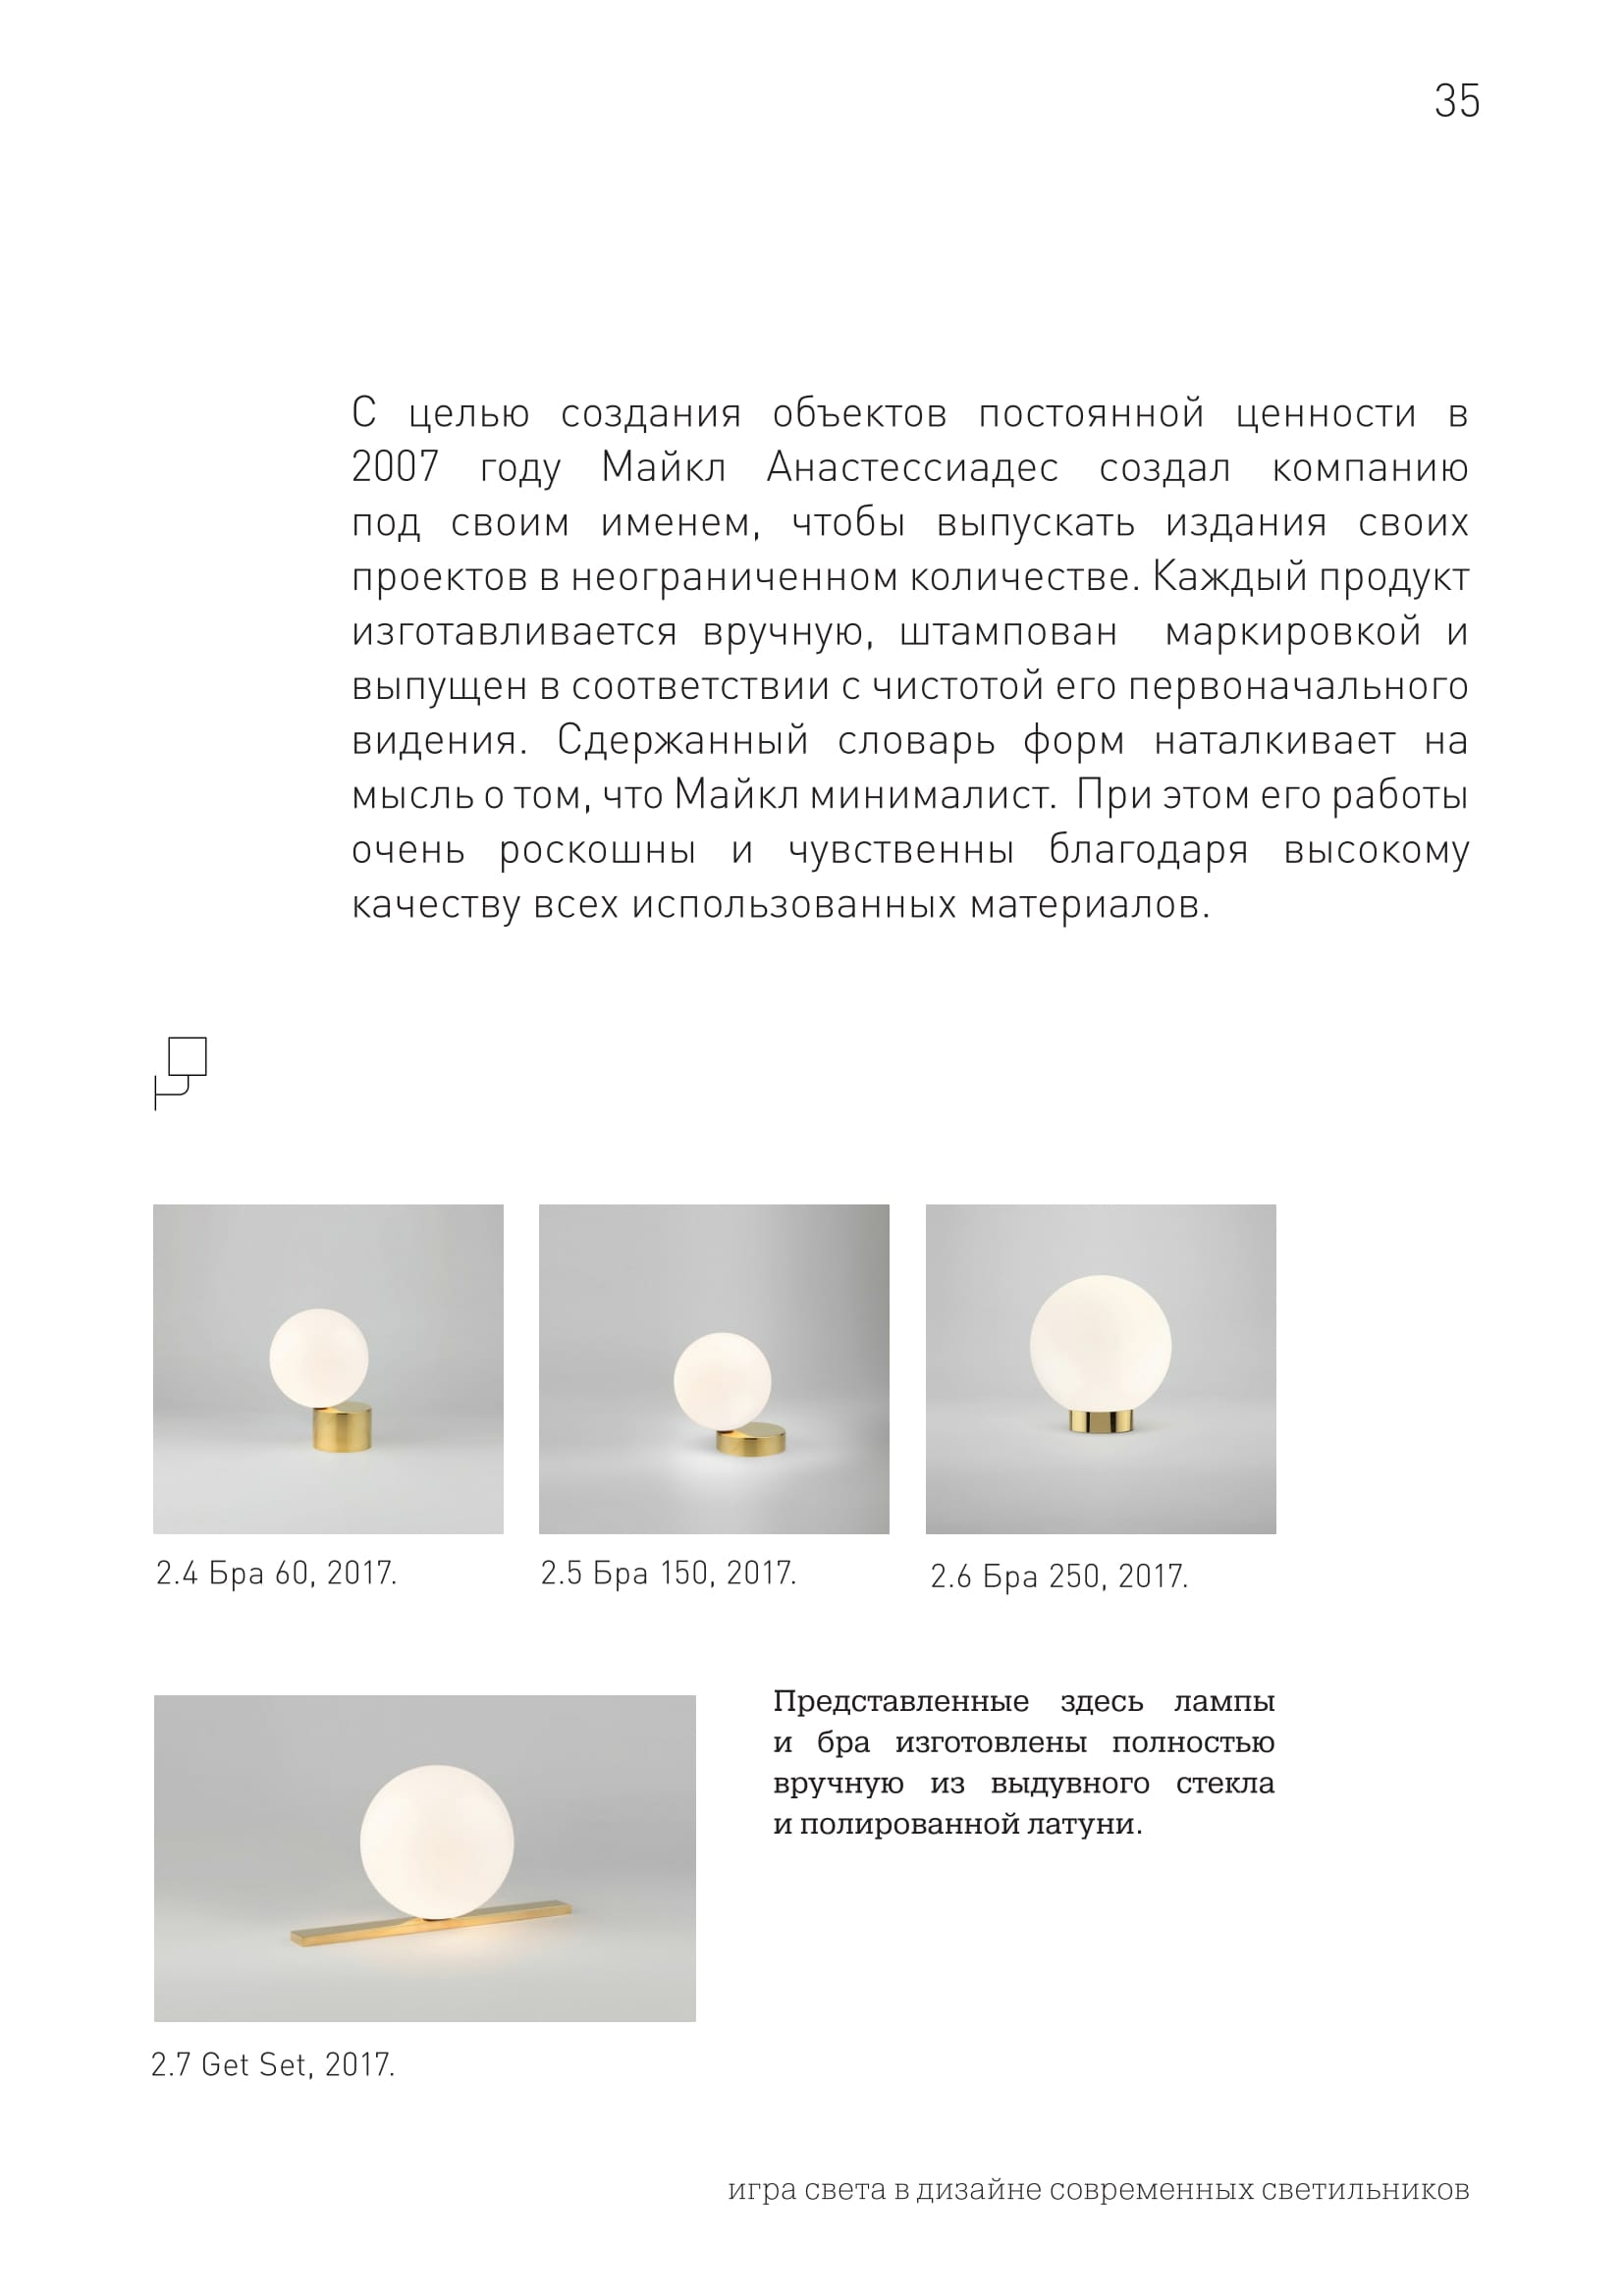 35
С целью создания объектов постоянной ценности в
2007 году Майкл Анастессиадес создал компанию
под своим именем, чтобы выпускать издания своих
проектов в неограниченном количестве. Каждый продукт
изготавливается вручную, штампован маркировкой и
выпущен в соответствии с чистотой его первоначального
видения. Сдержанный словарь форм наталкивает на
мысль о том, что Майкл минималист. При этом его работы
очень роскошны и чувственны благодаря высокому
качеству всех использованных материалов.
2.4 Бра 60, 2017.
2.5 Бра 150, 2017.
2.6 Бра 250, 2017.
Представленные здесь лампы
и бра изготовлены полностью
вручную из выдувного стекла
и полированной латуни.
2.7 Get Set, 2017.
игра света в дизайне современных светильников